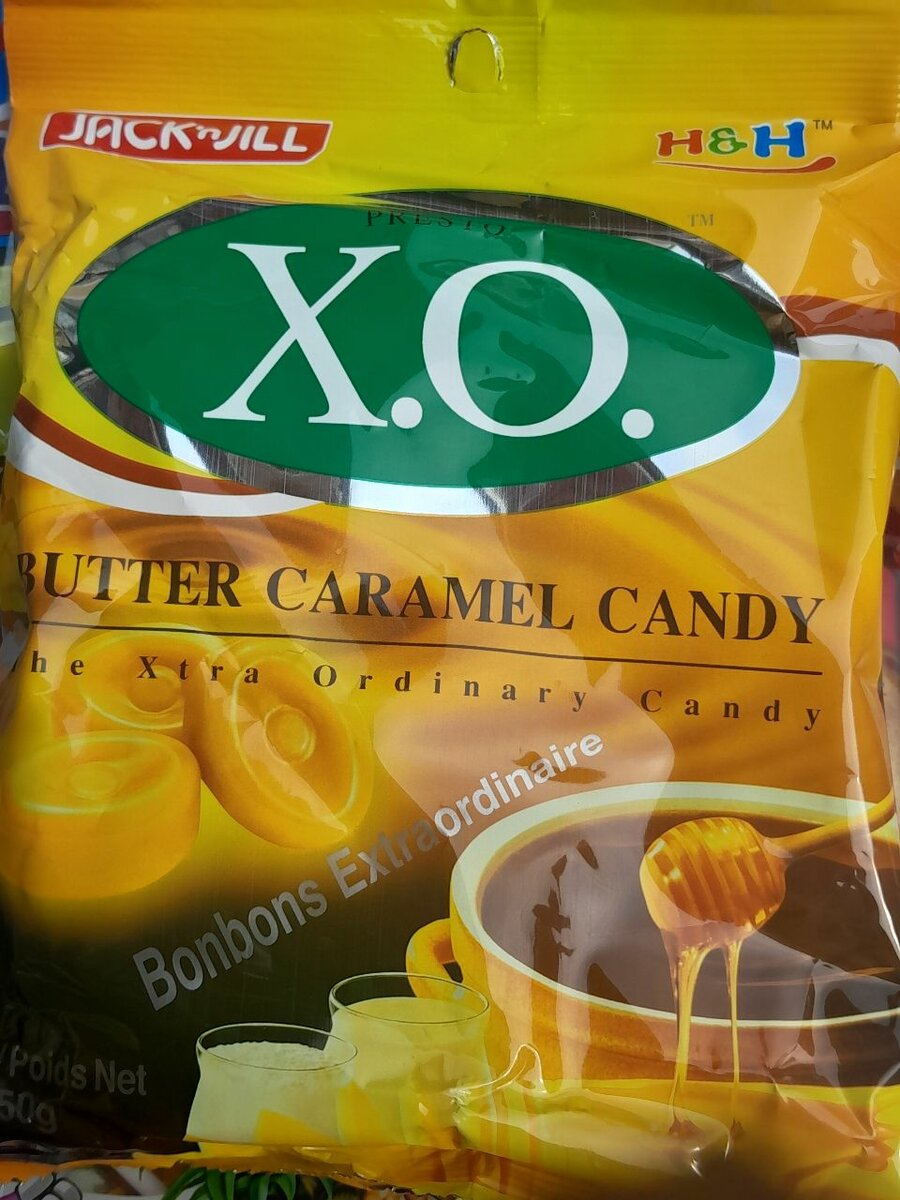 JACK'n JILL
H&H™
PRESTO ™
X.O.
BUTTER CARAMEL CANDY
he Xtra Ordinary Candy
Bonbons Extraordinaire
/ Poids Net
50g